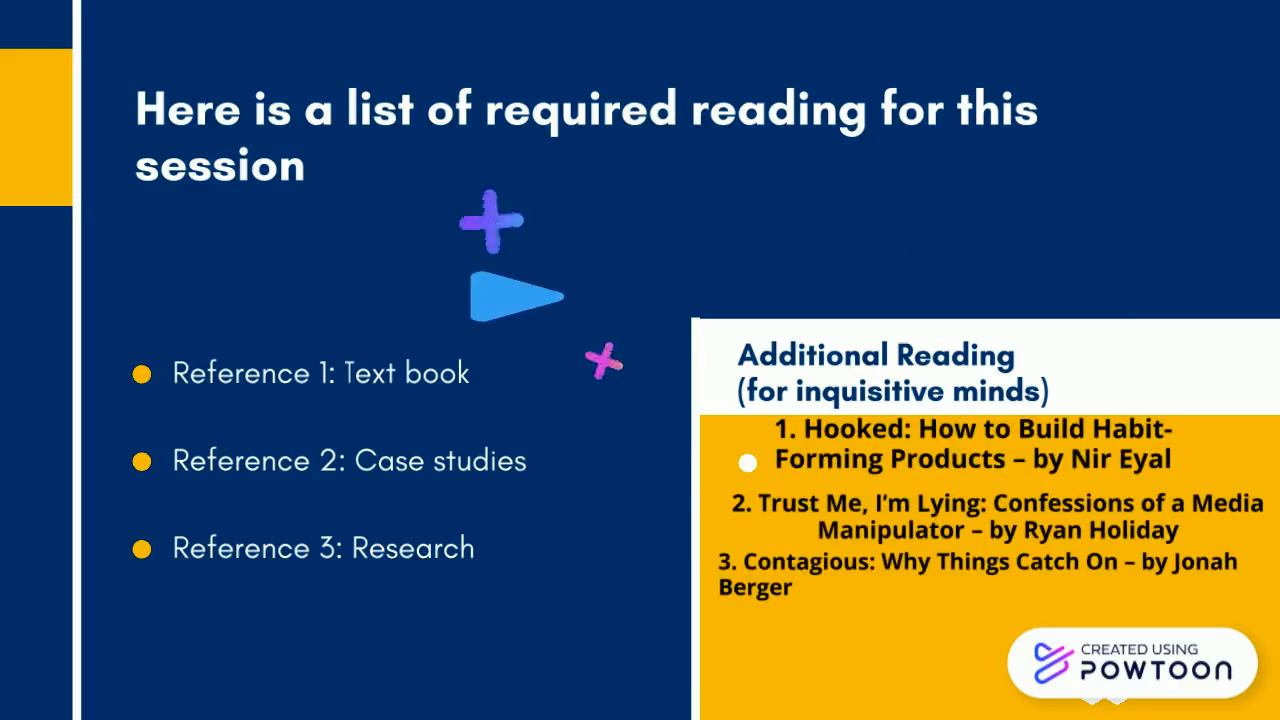 Here is a list of required reading for this
session
Reference 1: Text book
Reference 2: Case studies
Reference 3: Research
Additional Reading
(for inquisitive minds)
1. Hooked: How to Build Habit-
Forming Products – by Nir Eyal
2. Trust Me, I’m Lying: Confessions of a Media
Manipulator – by Ryan Holiday
3. Contagious: Why Things Catch On – by Jonah
Berger
CREATED USING
POWTOON